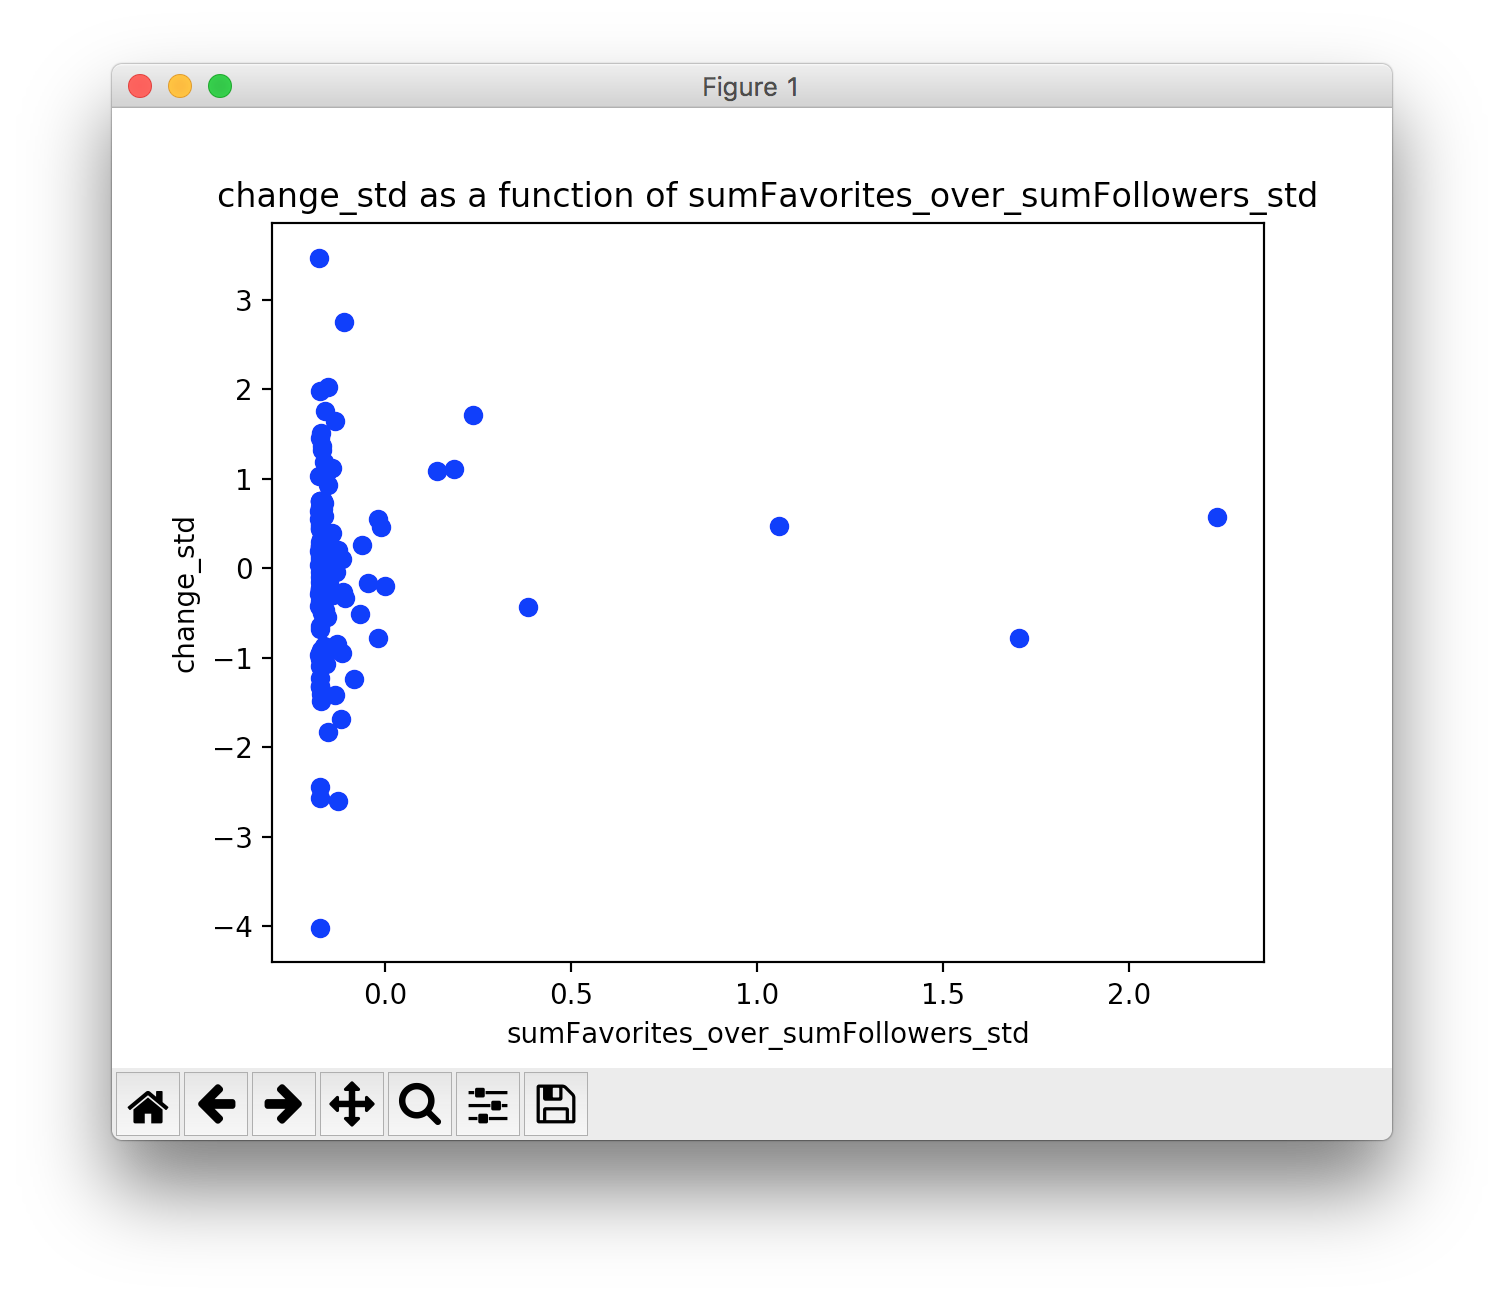 Figure 1
change_std as a function of sumFavorites_over_sumFollowers_std
3
2
1
0
−1
−2
−3
−4
change_std
0.0 0.5 1.0 1.5 2.0
sumFavorites_over_sumFollowers_std